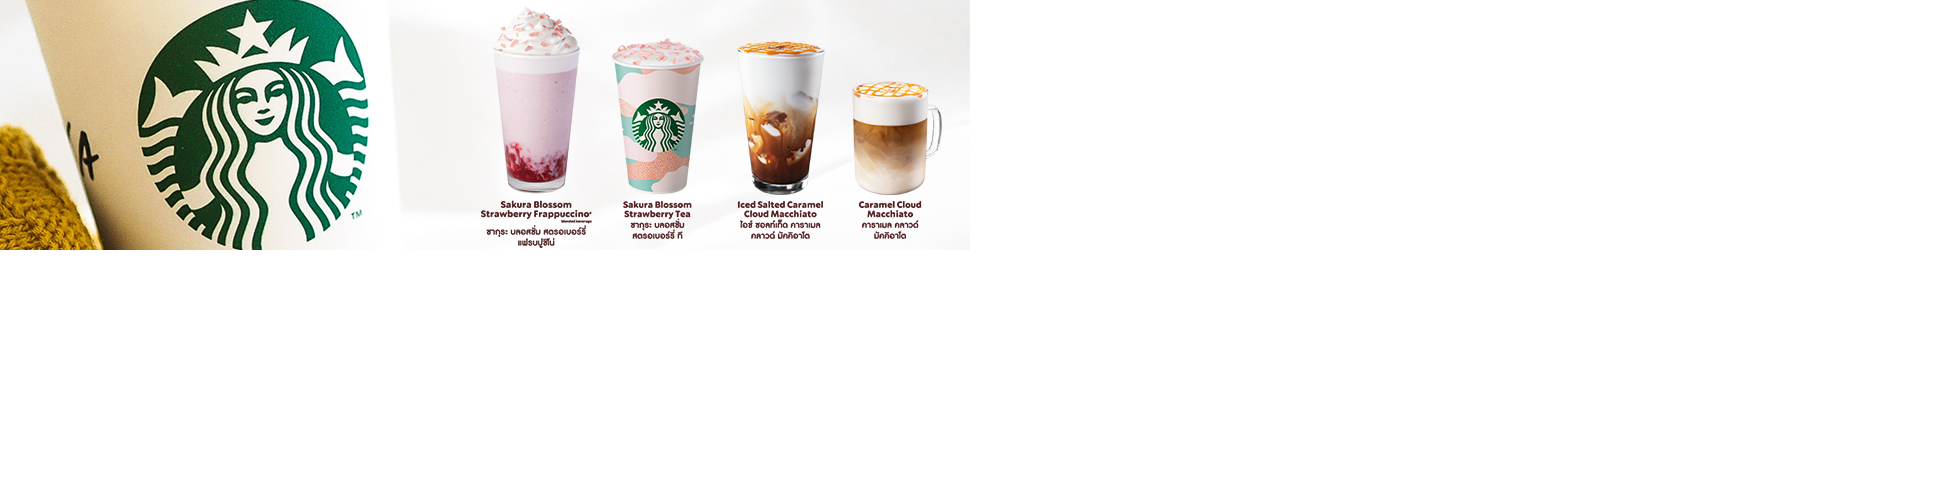 A
TM
Sakura Blossom
Strawberry Frappuccino®
blended beverage
ซากุระ บลอสซั่ม สตรอเบอร์รี่
แฟรบปูชิโน่
Sakura Blossom
Strawberry Tea
ซากุระ บลอสซั่ม
สตรอเบอร์รี่ ที
Iced Salted Caramel
Cloud Macchiato
ไอซ์ ซอลท์เท็ด คาราเมล
คลาวด์ มัคคิอาโต
Caramel Cloud
Macchiato
คาราเมล คลาวด์
มัคคิอาโต